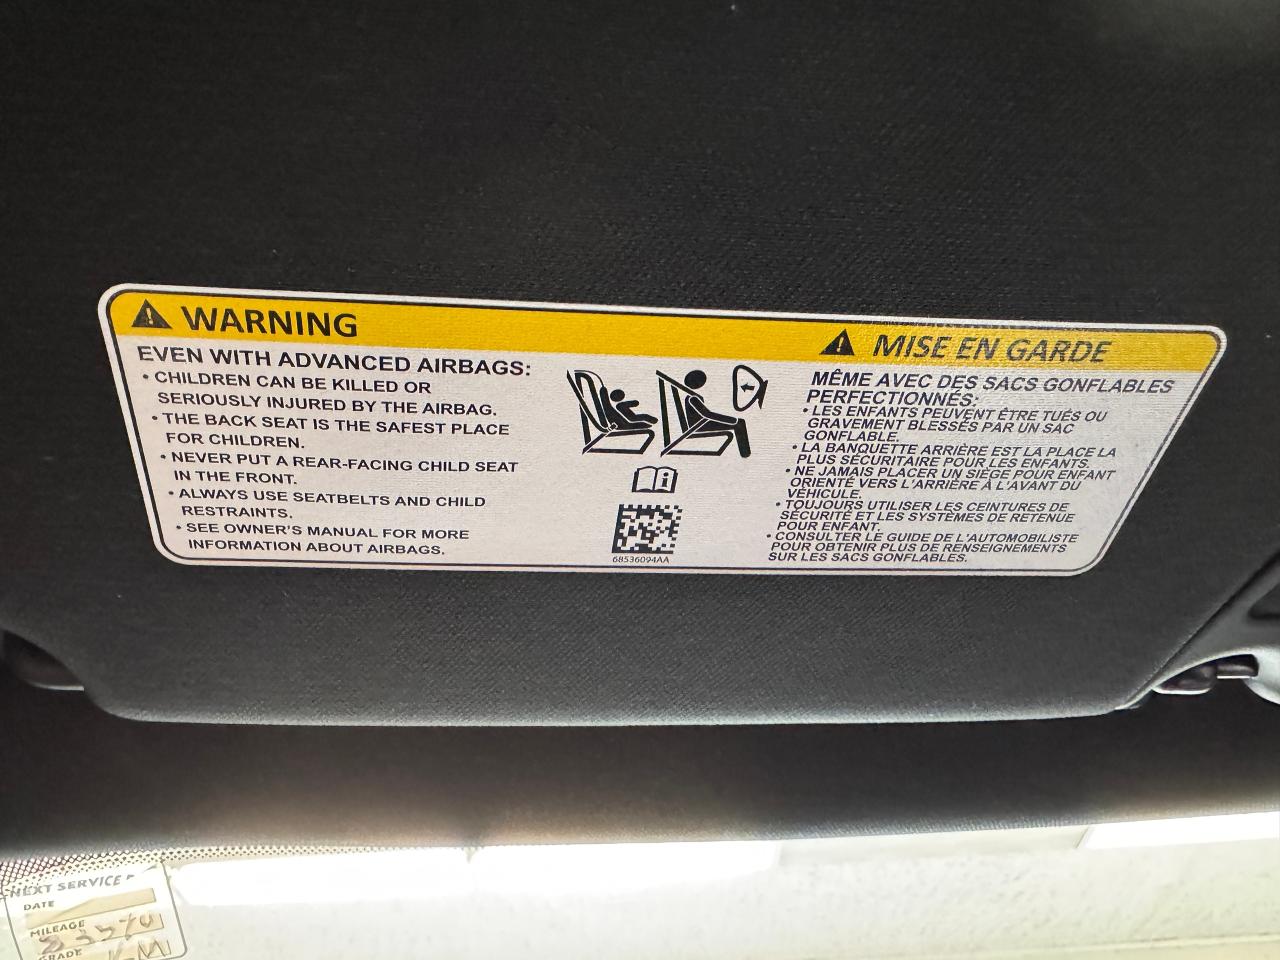 WARNING
EVEN WITH ADVANCED AIRBAGS:
• CHILDREN CAN BE KILLED OR
SERIOUSLY INJURED BY THE AIRBAG.
• THE BACK SEAT IS THE SAFEST PLACE
FOR CHILDREN.
• NEVER PUT A REAR-FACING CHILD SEAT
IN THE FRONT.
• ALWAYS USE SEATBELTS AND CHILD
RESTRAINTS.
• SEE OWNER'S MANUAL FOR MORE
INFORMATION ABOUT AIRBAGS.
68536094AA
MISE EN GARDE
MÊME AVEC DES SACS GONFLABLES
PERFECTIONNÉS:
• LES ENFANTS PEUVENT ÊTRE TUÉS OU
GRAVEMENT BLESSÉS PAR UN SAC
GONFLABLE.
• LA BANQUETTE ARRIÈRE EST LA PLACE LA
PLUS SÉCURITAIRE POUR LES ENFANTS.
• NE JAMAIS PLACER UN SIÈGE POUR ENFANT
ORIENTÉ VERS L'ARRIÈRE À L'AVANT DU
VÉHICULE.
• TOUJOURS UTILISER LES CEINTURES DE
SÉCURITÉ ET LES SYSTÈMES DE RETENUE
POUR ENFANT.
• CONSULTER LE GUIDE DE L'AUTOMOBILISTE
POUR OBTENIR PLUS DE RENSEIGNEMENTS
SUR LES SACS GONFLABLES.
NEXT SERVICE
DATE
MILEAGE
GRADE